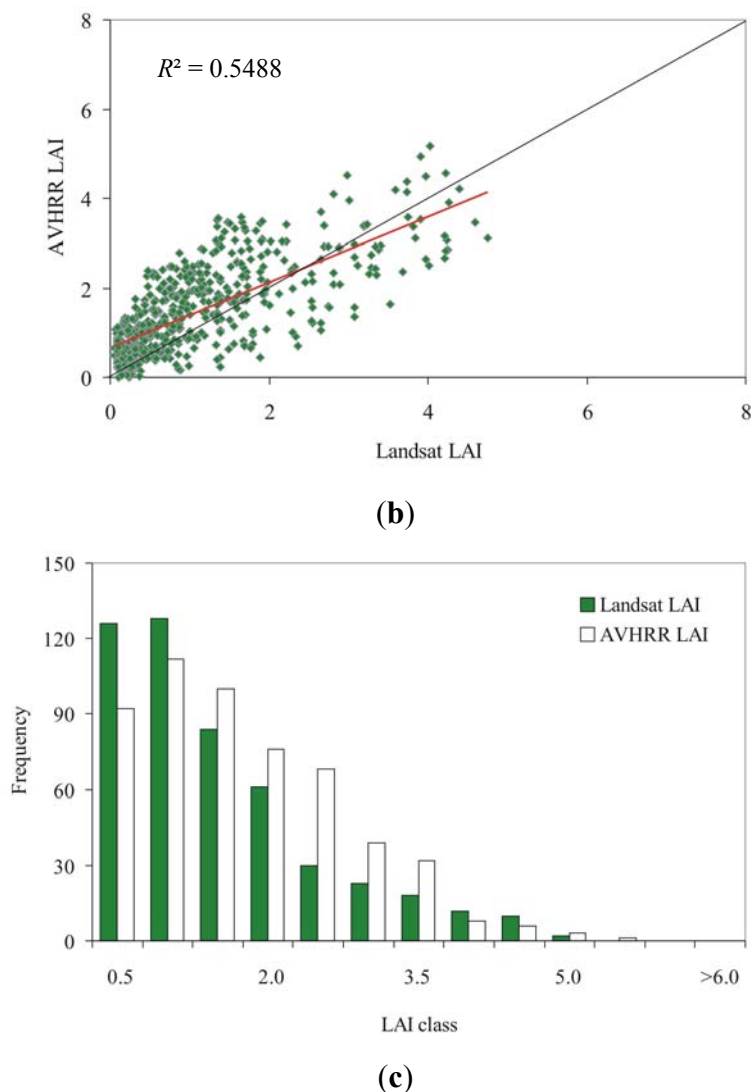 8
R² = 0.5488
6
AVHRR LAI
4
2
0
0 2 4 6 8
Landsat LAI
(b)
150
Landsat LAI
120
AVHRR LAI
90
Frequency
60
30
0
0.5 2.0 3.5 5.0 >6.0
LAI class
(c)